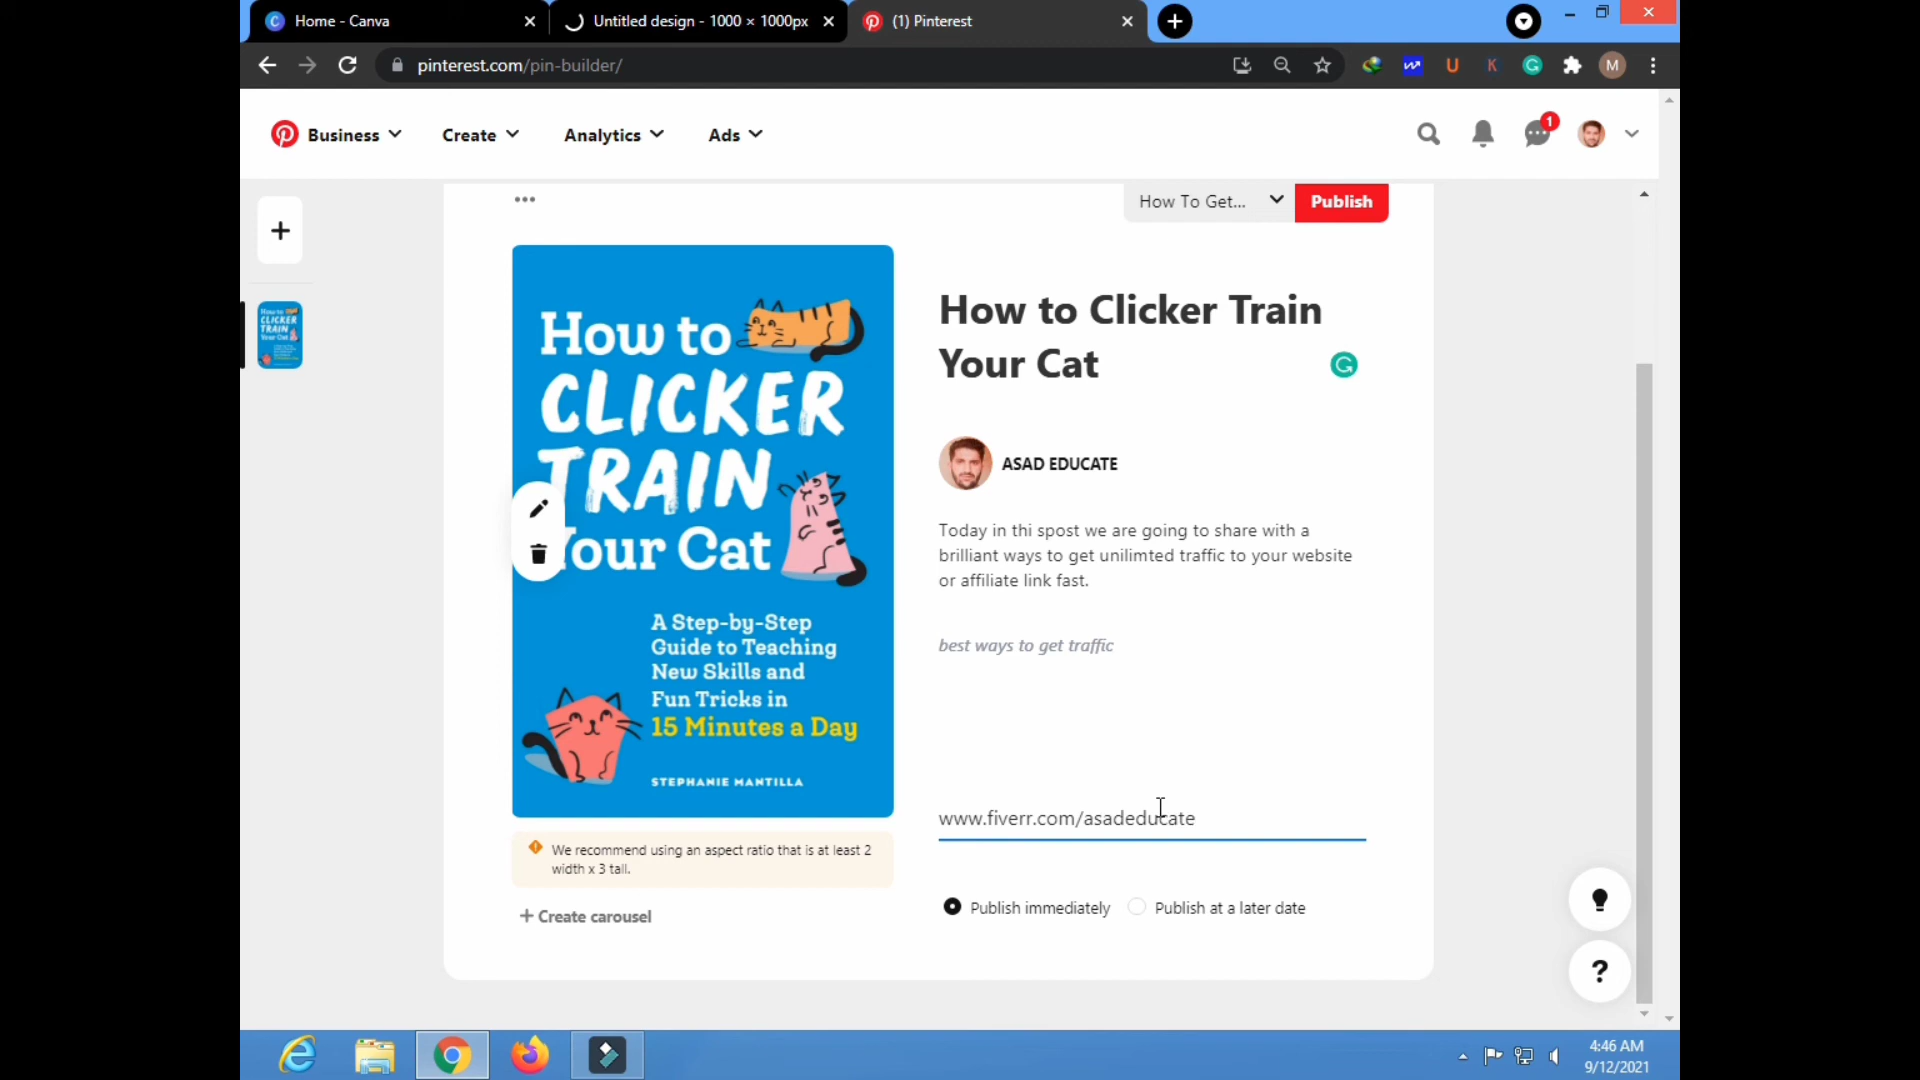 Home - Canva
Untitled design - 1000 × 1000px
(1) Pinterest
pinterest.com/pin-builder/
M
Business
Create
Analytics
Ads
1
How To Get...
Publish
How to
CLICKER
TRAIN
Your Cat
A Step-by-Step
Guide to Teaching
New Skills and
Fun Tricks in
15 Minutes a Day
STEPHANIE MANTILLA
How to Clicker Train
Your Cat
ASAD EDUCATE
Today in thi spost we are going to share with a
brilliant ways to get unilimted traffic to your website
or affiliate link fast.
best ways to get traffic
www.fiverr.com/asadeducate
We recommend using an aspect ratio that is at least 2
width x 3 tall.
Create carousel
Publish immediately
Publish at a later date
?
4:46 AM
9/12/2021